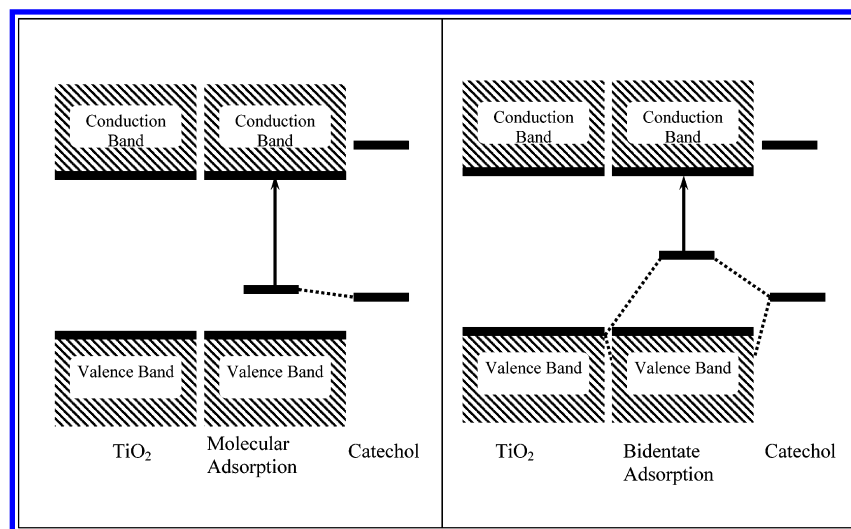 Conduction
Band
Conduction
Band
Valence Band
Valence Band
TiO₂
Molecular
Adsorption
Catechol
Conduction
Band
Conduction
Band
Valence Band
Valence Band
TiO₂
Bidentate
Adsorption
Catechol